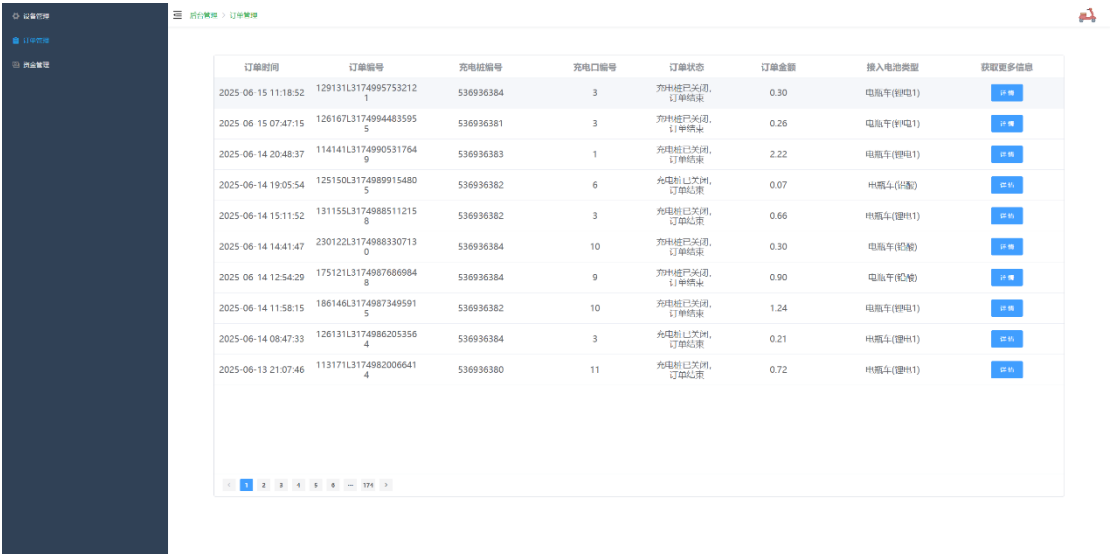 设备管理
后台管理 > 订单管理
订单管理
资金管理
订单时间 订单编号 充电桩编号 充电口编号 订单状态 订单金额 接入电池类型 获取更多信息
2025-06-15 11:18:52 129131L3174995753212 536936384 3 充电桩已关闭, 0.30 电瓶车(锂电1) 详情
1 订单结束
2025-06-15 07:47:15 126167L3174994483595 536936381 3 充电桩已关闭, 0.26 电瓶车(锂电1) 详情
5 订单结束
2025-06-14 20:48:37 114141L3174990531764 536936383 1 充电桩已关闭, 2.22 电瓶车(锂电1) 详情
9 订单结束
2025-06-14 19:05:54 125150L3174989915480 536936382 6 充电桩已关闭, 0.07 电瓶车(铅酸) 详情
5 订单结束
2025-06-14 15:11:52 131155L3174988511215 536936382 3 充电桩已关闭, 0.66 电瓶车(锂电1) 详情
8 订单结束
2025-06-14 14:41:47 230122L3174988330713 536936384 10 充电桩已关闭, 0.30 电瓶车(铅酸) 详情
0 订单结束
2025-06-14 12:54:29 175121L3174987686984 536936384 9 充电桩已关闭, 0.90 电瓶车(铅酸) 详情
8 订单结束
2025-06-14 11:58:15 186146L3174987349591 536936382 10 充电桩已关闭, 1.24 电瓶车(锂电1) 详情
5 订单结束
2025-06-14 08:47:33 126131L3174986205356 536936384 3 充电桩已关闭, 0.21 电瓶车(锂电1) 详情
4 订单结束
2025-06-13 21:07:46 113171L3174982006641 536936380 11 充电桩已关闭, 0.72 电瓶车(锂电1) 详情
4 订单结束
< 1 2 3 4 5 6 ··· 174 >